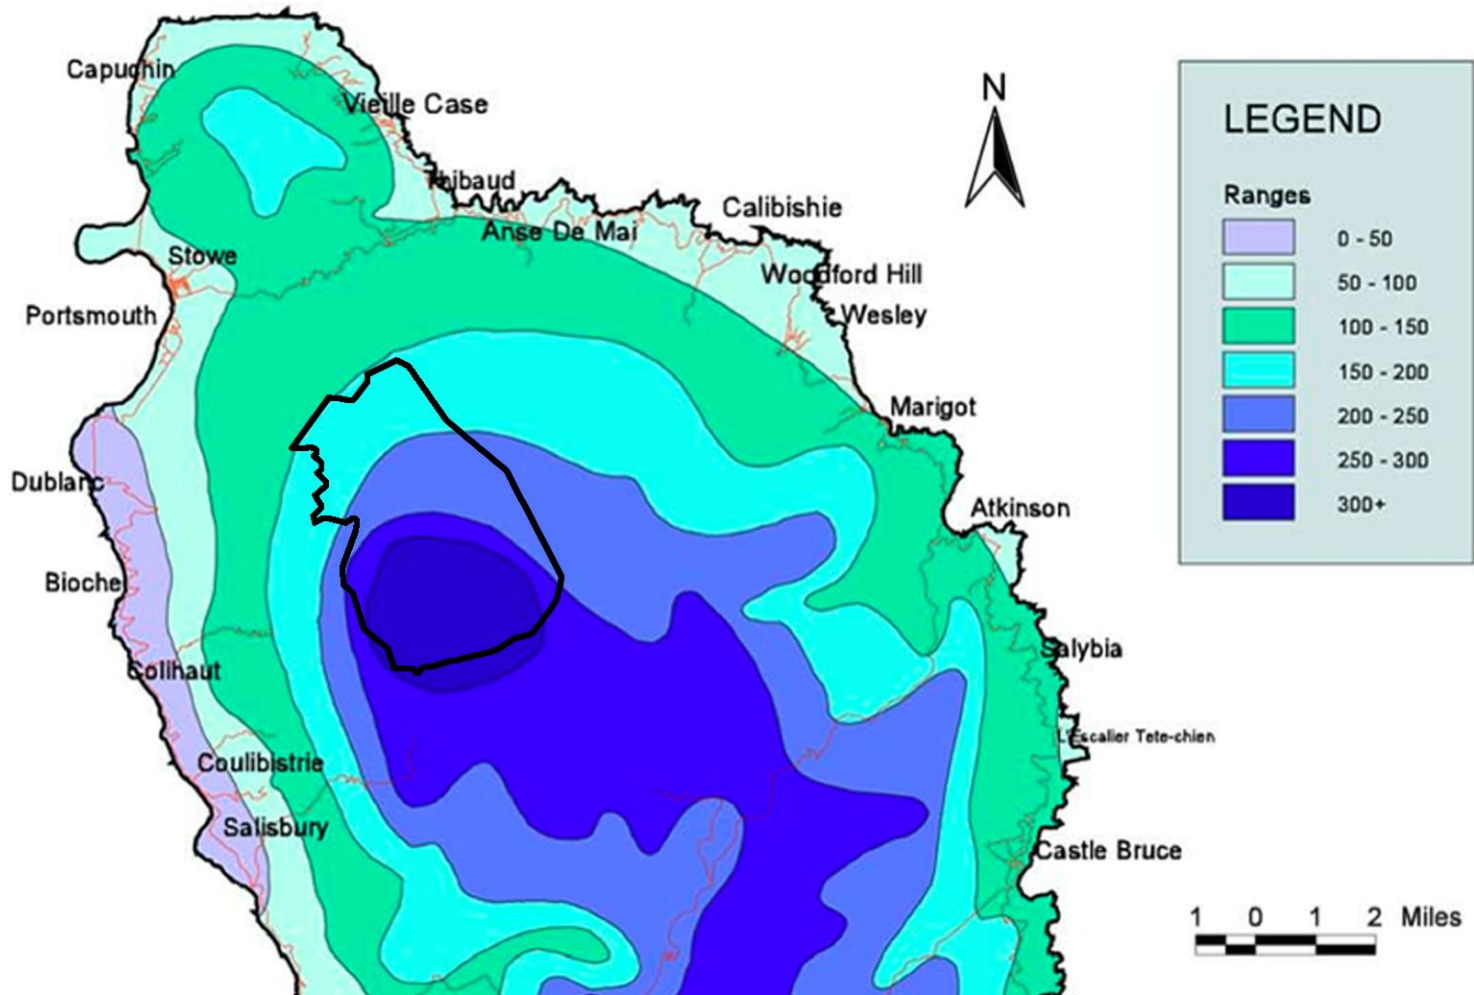 Capuchin
Vieille Case
Thibaud
Calibishie
Anse De Mai
Stowe
Woodford Hill
Portsmouth
Wesley
Marigot
Dublanc
Atkinson
Bioche
Salybia
Colihaut
L'Escalier Tete-chien
Coulibistrie
Salisbury
Castle Bruce
N
LEGEND
Ranges
0 - 50
50 - 100
100 - 150
150 - 200
200 - 250
250 - 300
300+
1 0 1 2 Miles